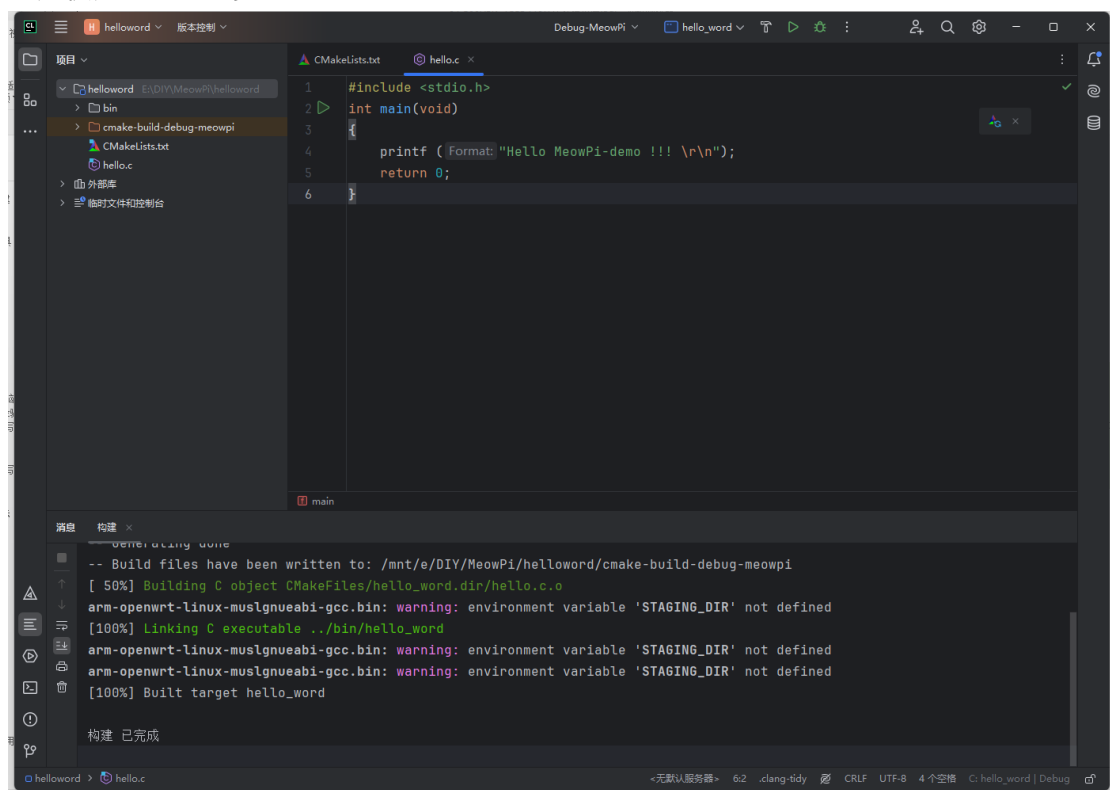 CL
H helloword 版本控制
Debug-MeowPi hello_word
项目
helloword E:\DIY\MeowPi\helloword
bin
cmake-build-debug-meowpi
CMakeLists.txt
hello.c
外部库
临时文件和控制台
CMakeLists.txt hello.c
1 #include <stdio.h>
2 int main(void)
3 {
4 printf ( Format: "Hello MeowPi-demo !!! \r\n");
5 return 0;
6 }
f main
消息 构建
-- Generating done
-- Build files have been written to: /mnt/e/DIY/MeowPi/helloword/cmake-build-debug-meowpi
[ 50%] Building C object CMakeFiles/hello_word.dir/hello.c.o
arm-openwrt-linux-muslgnueabi-gcc.bin: warning: environment variable 'STAGING_DIR' not defined
[100%] Linking C executable ../bin/hello_word
arm-openwrt-linux-muslgnueabi-gcc.bin: warning: environment variable 'STAGING_DIR' not defined
arm-openwrt-linux-muslgnueabi-gcc.bin: warning: environment variable 'STAGING_DIR' not defined
[100%] Built target hello_word
构建 已完成
helloword > hello.c
<无默认服务器> 6:2 .clang-tidy CRLF UTF-8 4 个空格 C: hello_word | Debug